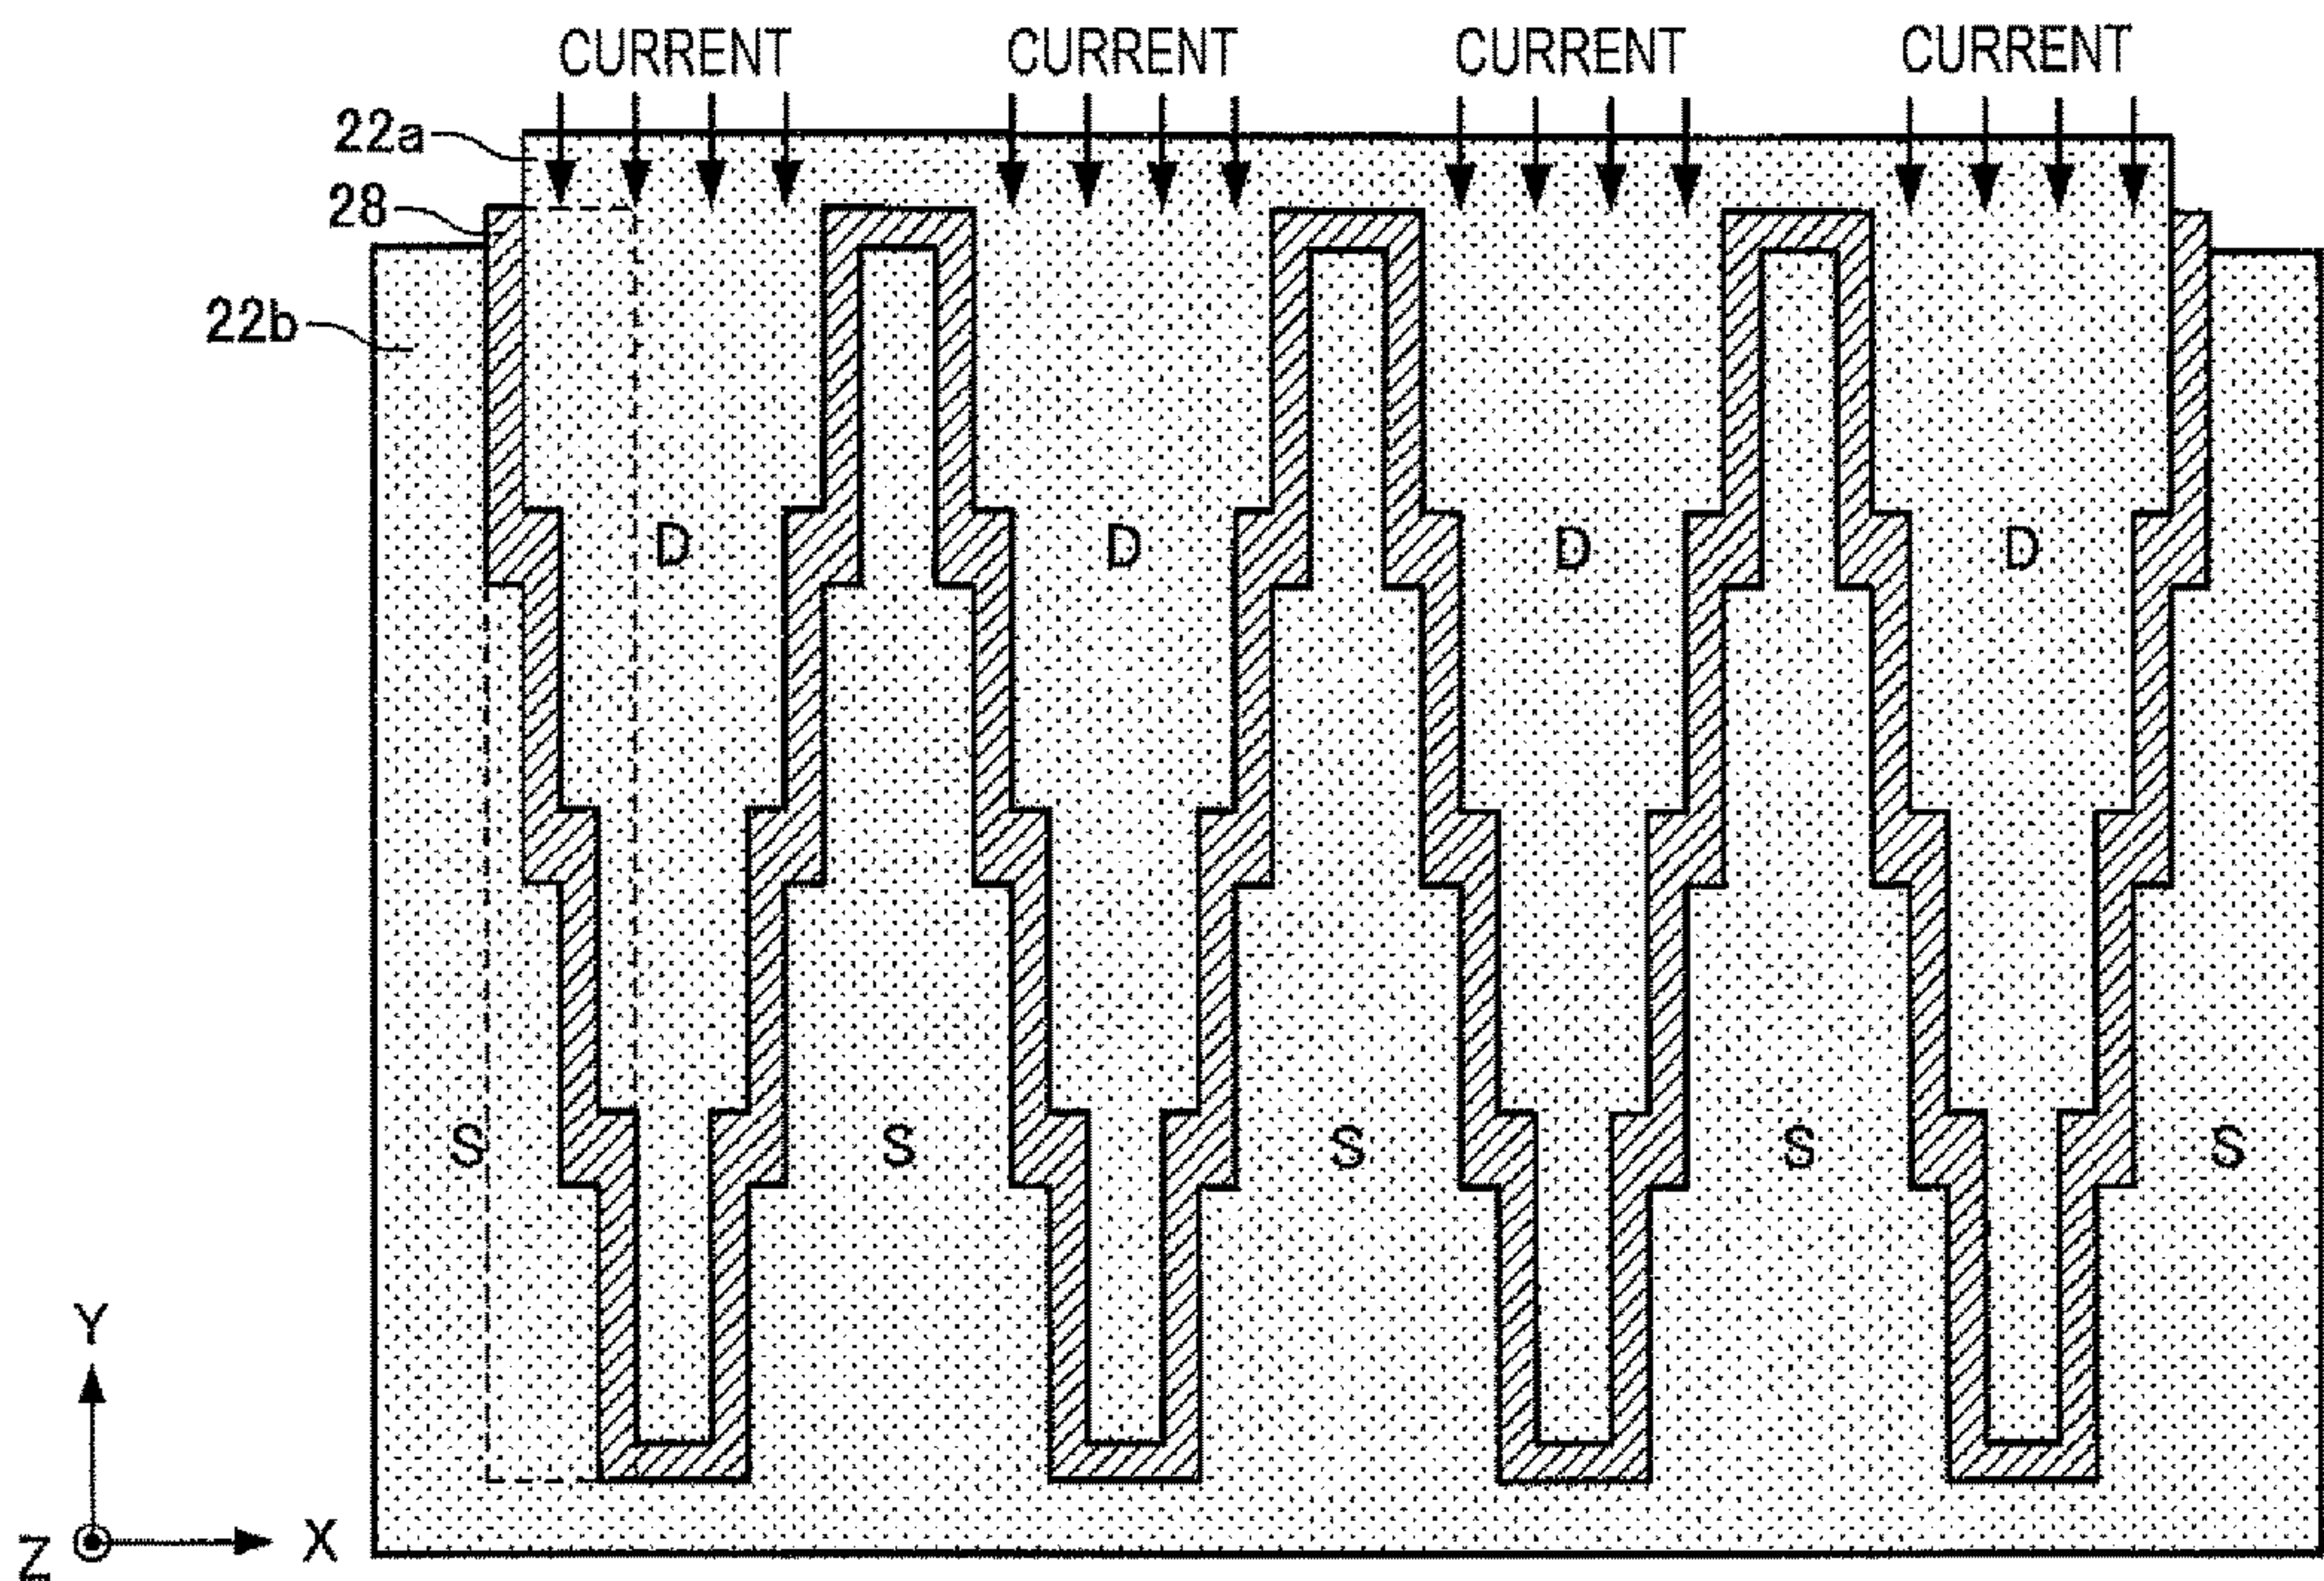 CURRENT CURRENT CURRENT CURRENT
22a
28
22b
D D D D
S S S S S
Y
Z X